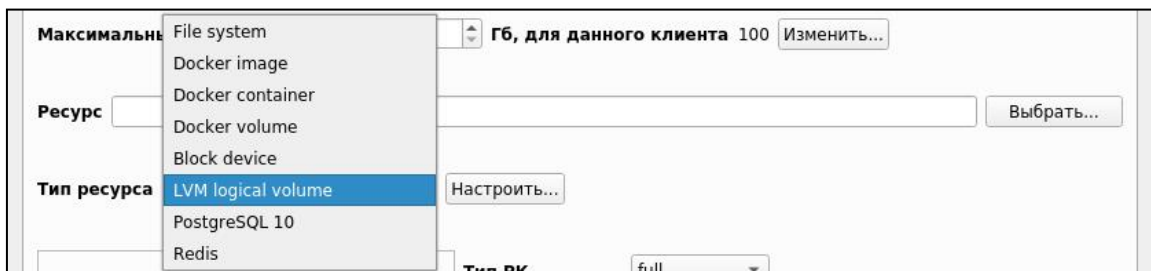 File system
Максимальн Гб, для данного клиента 100 Изменить...
Docker image
Docker container
Ресурс Выбрать...
Docker volume
Block device
Тип ресурса LVM logical volume Настроить...
PostgreSQL 10
Redis
Тип РК full